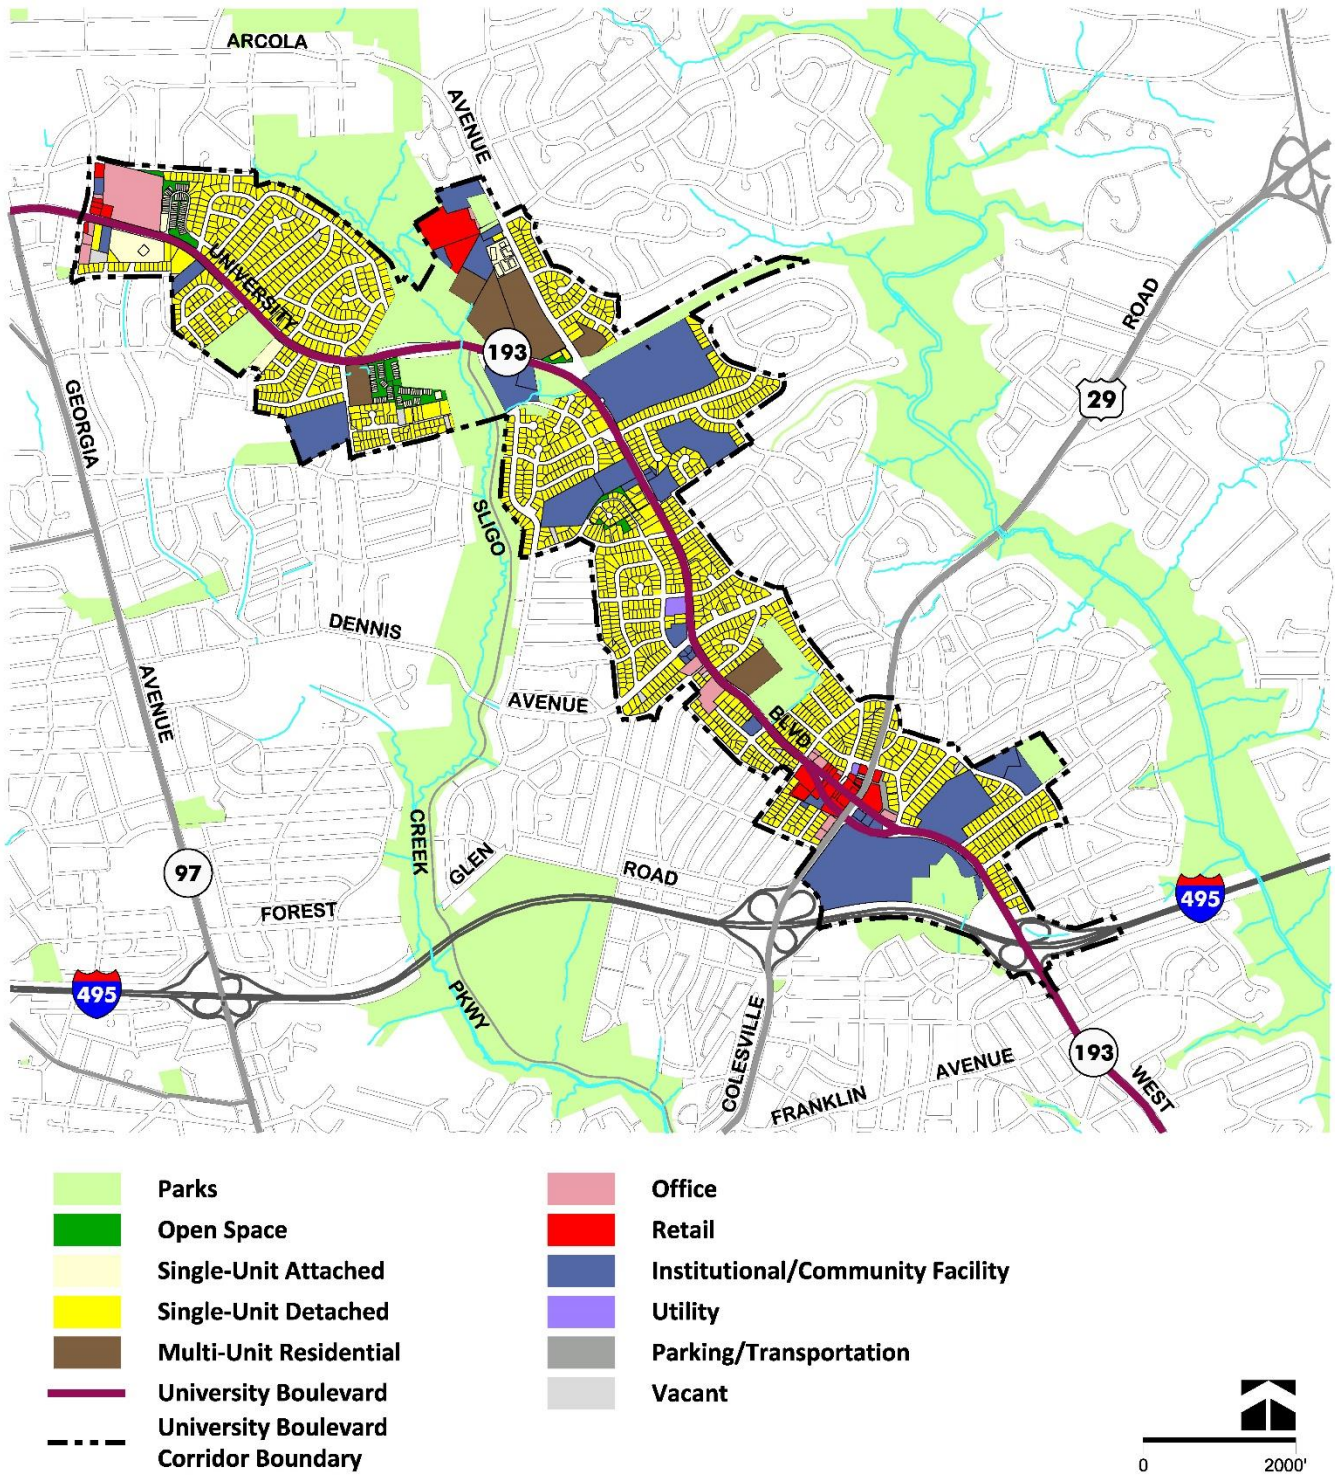 ARCOLA
AVENUE
UNIVERSITY
193
ROAD
29
GEORGIA
SLIGO
DENNIS
AVENUE
AVENUE
BLVD
CREEK
GLEN
ROAD
97
FOREST
495
495
PKWY
COLESVILLE
193
AVENUE
FRANKLIN
WEST
Parks
Open Space
Single-Unit Attached
Single-Unit Detached
Multi-Unit Residential
University Boulevard
University Boulevard
Corridor Boundary
Office
Retail
Institutional/Community Facility
Utility
Parking/Transportation
Vacant
0 2000'